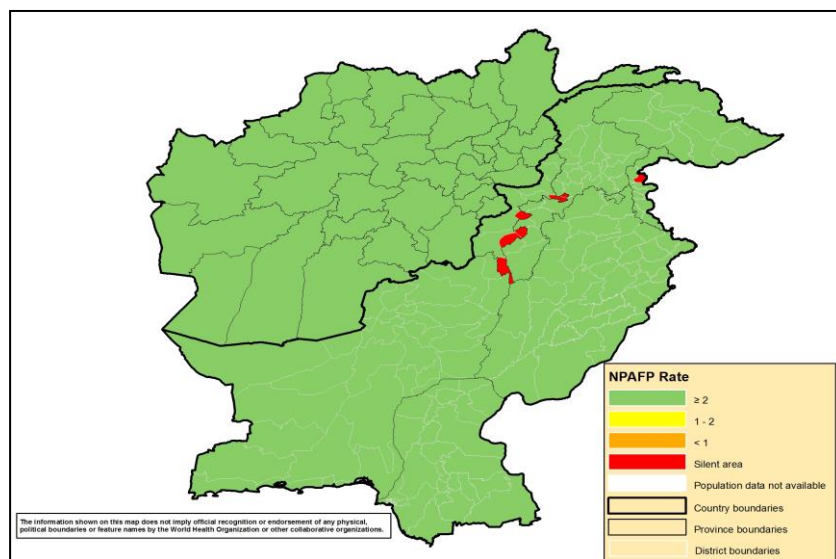 NPAFP Rate
≥ 2
1 - 2
< 1
Silent area
Population data not available
Country boundaries
Province boundaries
District boundaries
The information shown on this map does not imply official recognition or endorsement of any physical,
political boundaries or feature names by the World Health Organization or other collaborative organizations.